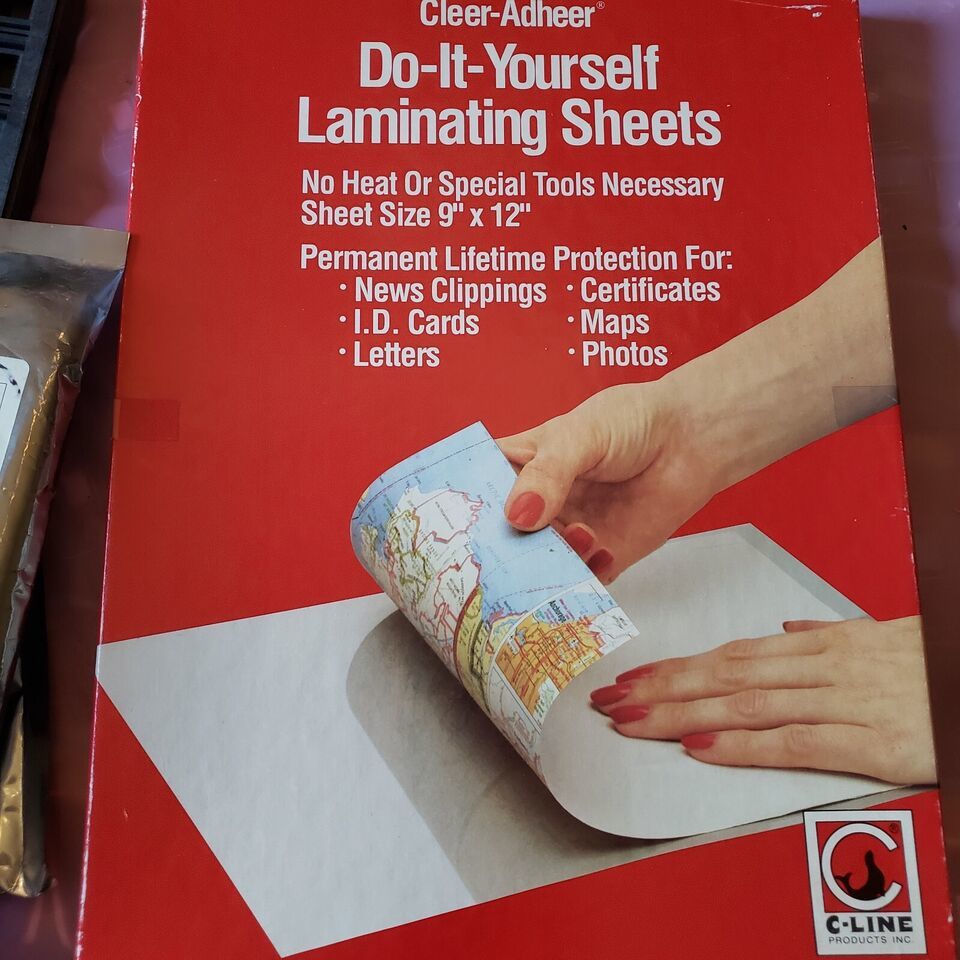 Cleer-Adheer®
Do-It-Yourself
Laminating Sheets
No Heat Or Special Tools Necessary
Sheet Size 9" x 12"
Permanent Lifetime Protection For:
· News Clippings · Certificates
· I.D. Cards · Maps
· Letters · Photos
C ®
C-LINE
PRODUCTS INC.